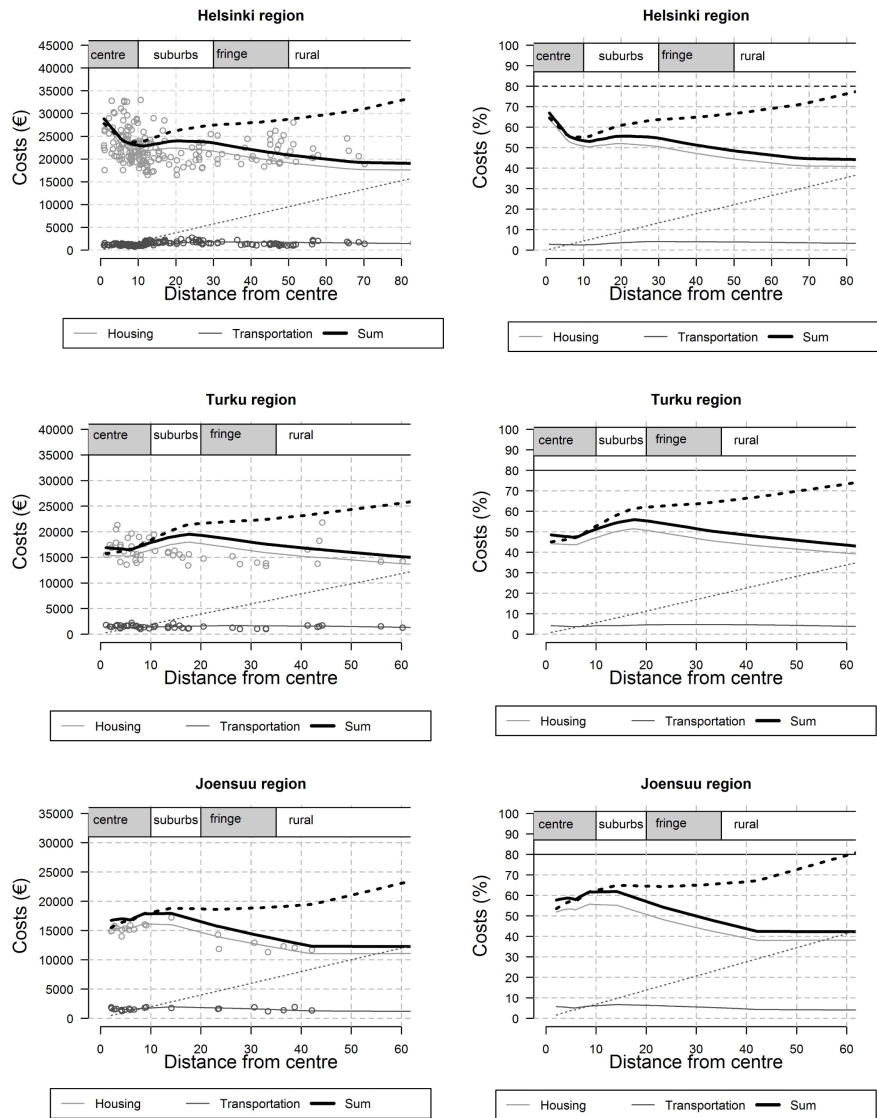 Helsinki region
centre suburbs fringe rural
45000
40000
35000
30000
25000
20000
15000
10000
5000
0
Costs (€)
0 10 20 30 40 50 60 70 80
Distance from centre
Housing Transportation Sum
Helsinki region
centre suburbs fringe rural
100
90
80
70
60
50
40
30
20
10
0
Costs (%)
0 10 20 30 40 50 60 70 80
Distance from centre
Housing Transportation Sum
Turku region
centre suburbs fringe rural
40000
35000
30000
25000
20000
15000
10000
5000
0
Costs (€)
0 10 20 30 40 50 60
Distance from centre
Housing Transportation Sum
Turku region
centre suburbs fringe rural
100
90
80
70
60
50
40
30
20
10
0
Costs (%)
0 10 20 30 40 50 60
Distance from centre
Housing Transportation Sum
Joensuu region
centre suburbs fringe rural
35000
30000
25000
20000
15000
10000
5000
0
Costs (€)
0 10 20 30 40 50 60
Distance from centre
Housing Transportation Sum
Joensuu region
centre suburbs fringe rural
100
90
80
70
60
50
40
30
20
10
0
Costs (%)
0 10 20 30 40 50 60
Distance from centre
Housing Transportation Sum